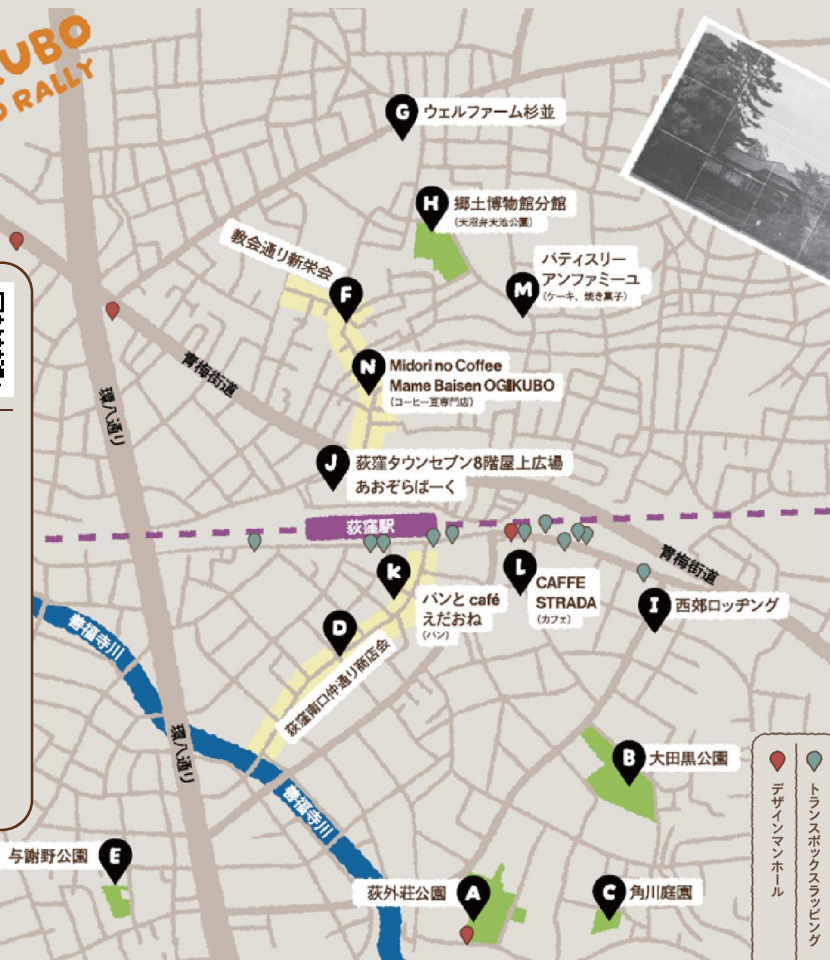 KUBO
RALLY
G
ウェルファーム杉並
H
郷土博物館分館
(天沼弁天池公園)
教会通り新栄会
F
M
パティスリー
アンファミーユ
(ケーキ、焼き菓子)
N
Midori no Coffee
Mame Baisen OGIKUBO
(コーヒー豆専門店)
青梅街道
環八通り
J
荻窪タウンセブン8階屋上広場
あおぞらぱーく
荻窪駅
青梅街道
K
パンと café
えだおね
(パン)
L
CAFFE
STRADA
(カフェ)
I
西郊ロッヂング
D
荻窪南口仲通り商店会
善福寺川
環八通り
B
大田黒公園
善福寺川
E
与謝野公園
A
荻外荘公園
C
角川庭園
デザインマンホール
トランスボックスラッピング